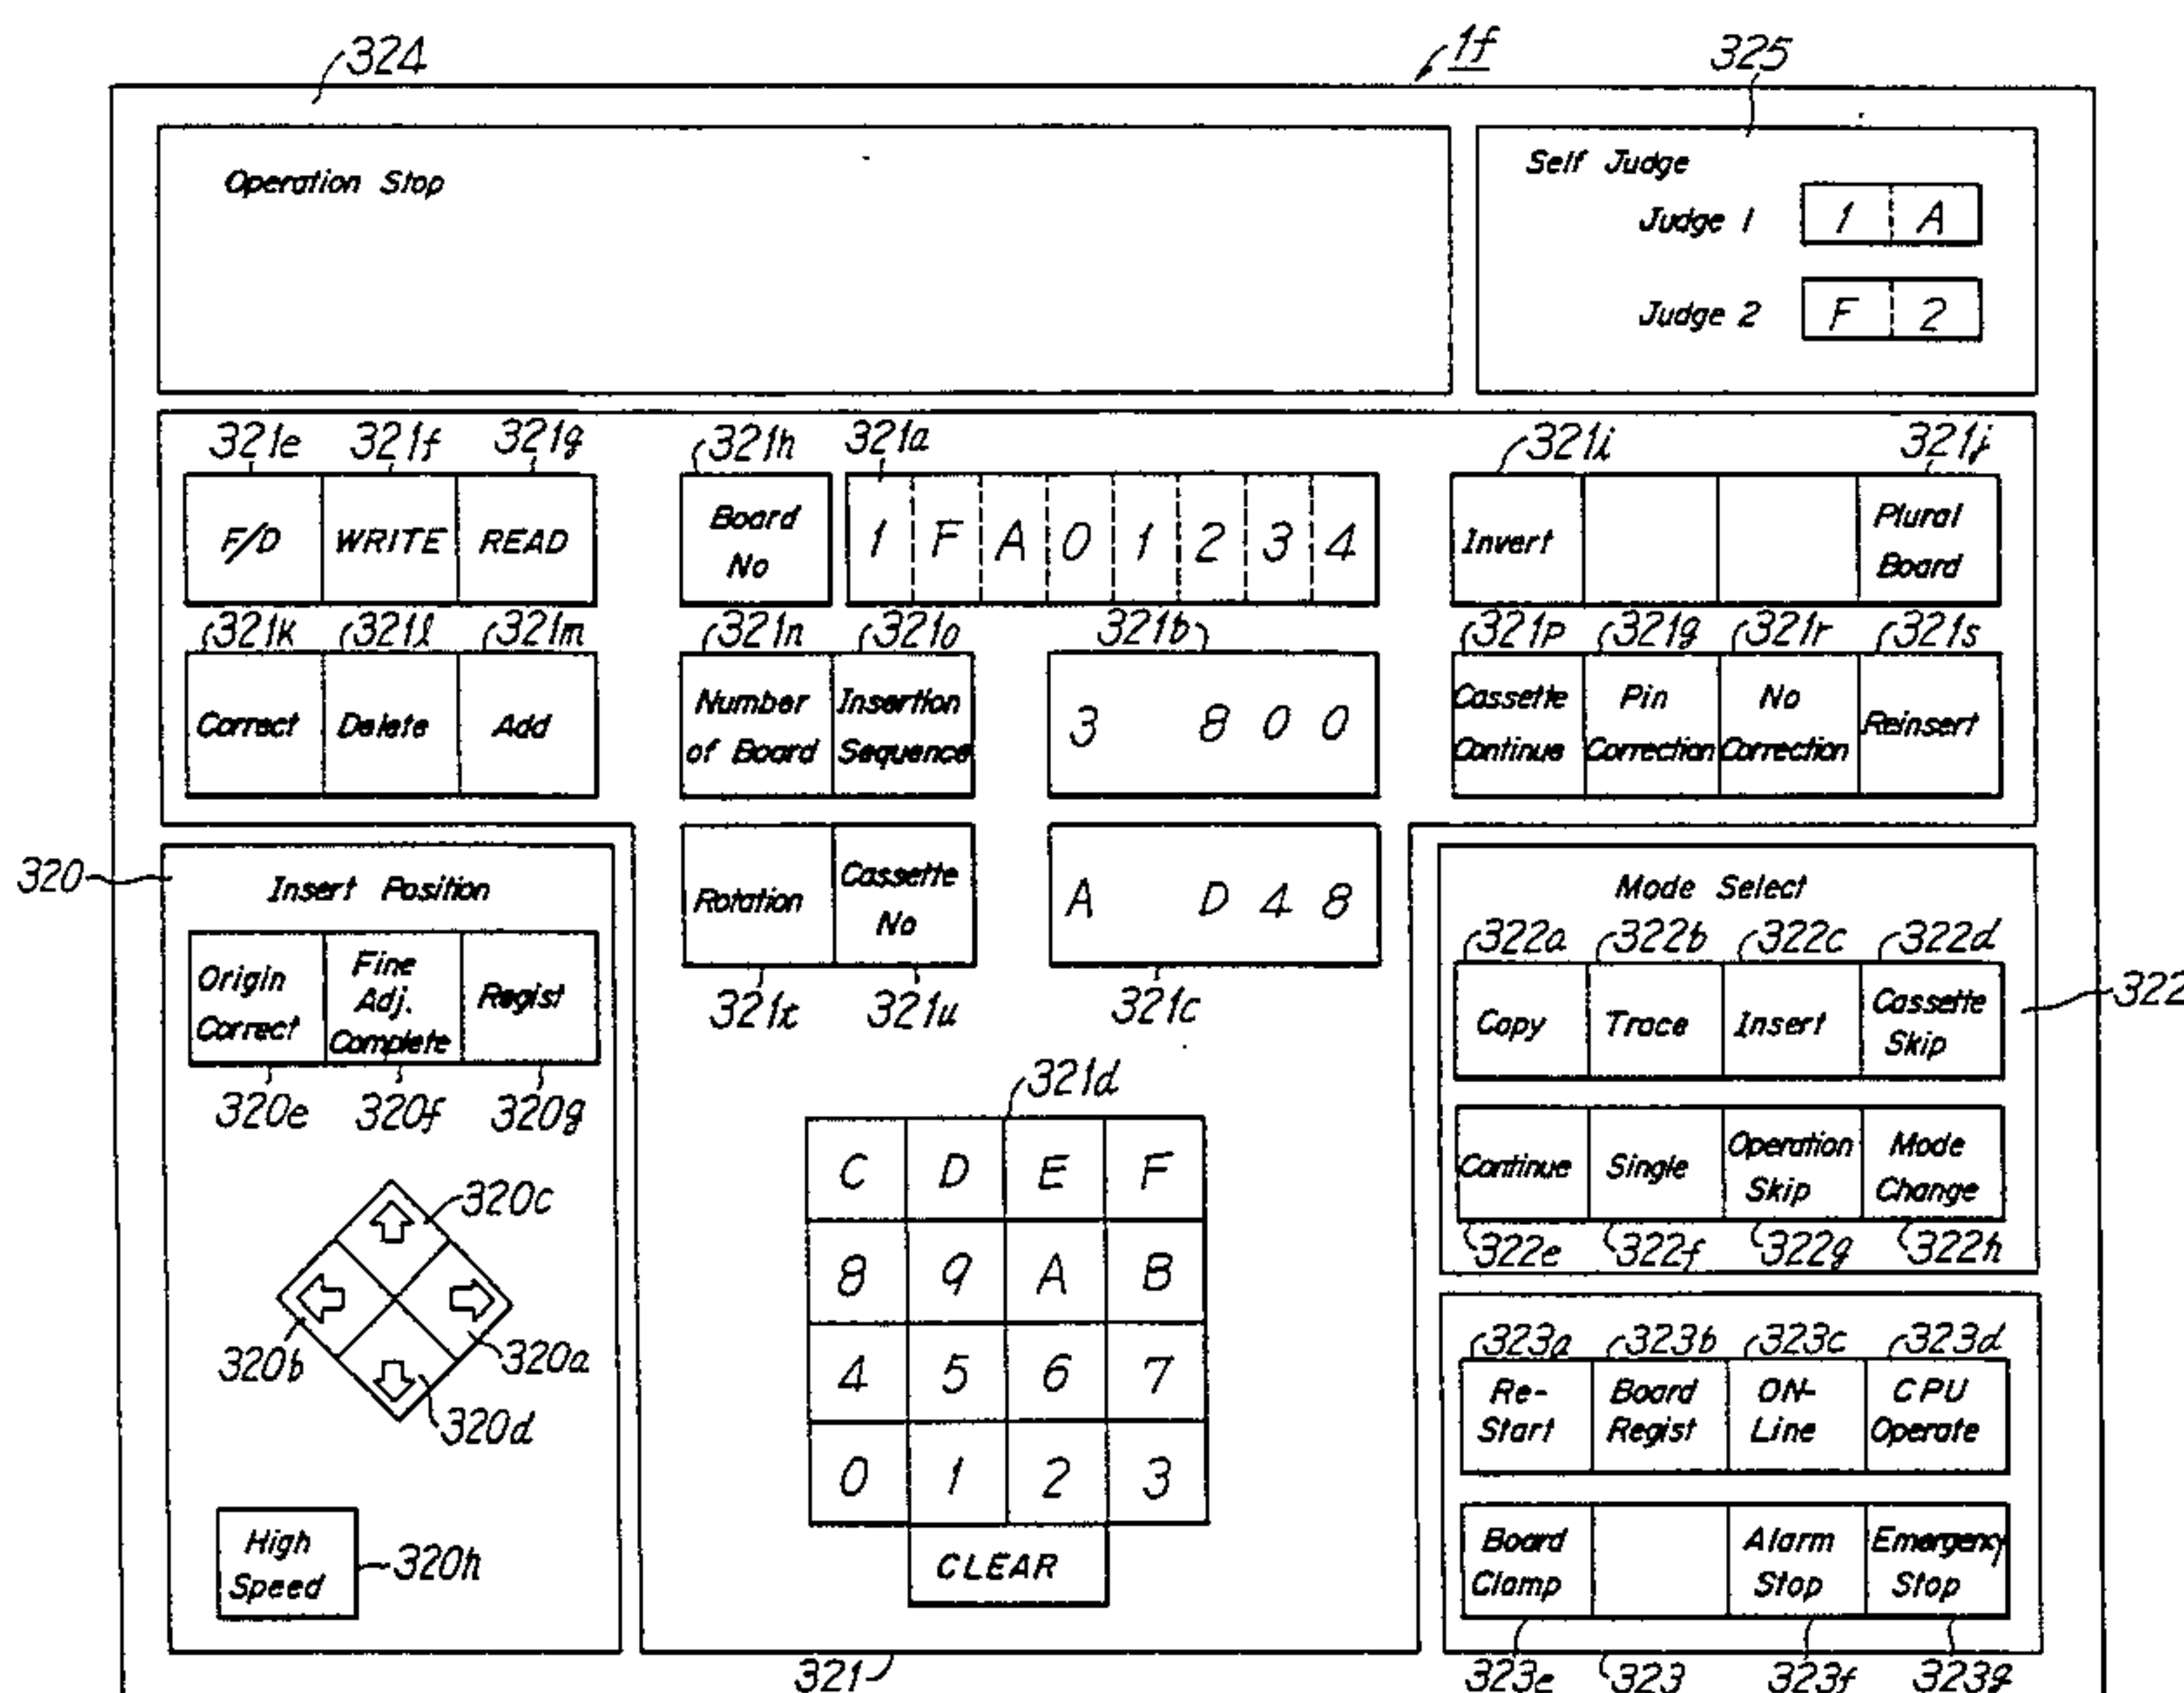 1f
324
325
Operation Stop
Self Judge
Judge 1 1 A
Judge 2 F 2
321e 321f 321g 321h 321a 321i 321j
F/D WRITE READ
Board
No
1 F A 0 1 2 3 4
Invert
Plural
Board
321k 321l 321m 321n 321o 321b 321p 321g 321r 321s
Correct Delete Add
Number
of Board
Insertion
Sequence
3 8 0 0
Cassette
Continue
Pin
Correction
No
Correction
Reinsert
320
Insert Position
Origin
Correct
Fine
Adj.
Complete
Regist
320e 320f 320g
320c
320b
320a
320d
High
Speed
320h
Rotation
Cassette
No
A D 4 8
321t 321u 321c
321d
C D E F
8 9 A B
4 5 6 7
0 1 2 3
CLEAR
321
Mode Select
322a 322b 322c 322d
322
Copy Trace Insert
Cassette
Skip
Continue Single
Operation
Skip
Mode
Change
322e 322f 322g 322h
323a 323b 323c 323d
Re-
Start
Board
Regist
ON-
Line
CPU
Operate
Board
Clamp
Alarm
Stop
Emergency
Stop
323e 323 323f 323g